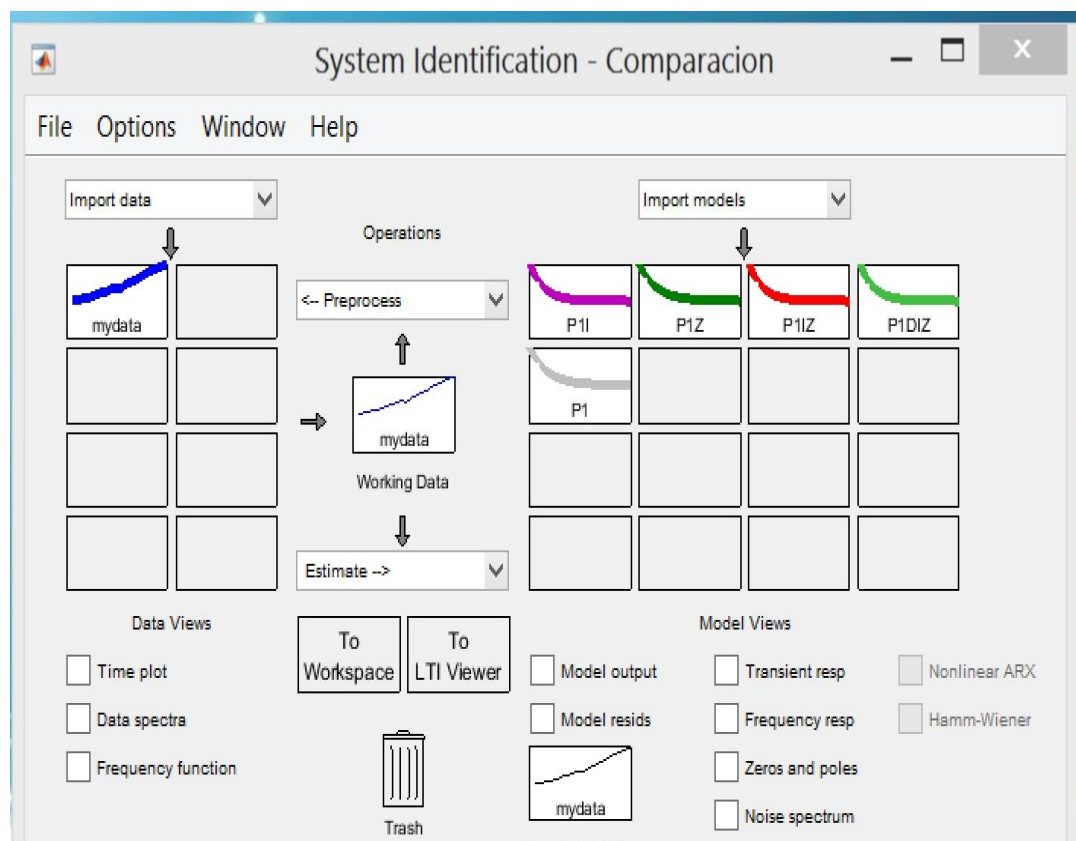 System Identification - Comparacion
File Options Window Help
Import data
Operations
Import models
mydata
<-- Preprocess
P1I
P1Z
P1IZ
P1DIZ
mydata
P1
Working Data
Estimate -->
Data Views
To
Workspace
To
LTI Viewer
Model Views
Time plot
Data spectra
Frequency function
Trash
Model output
Model resids
mydata
Transient resp
Frequency resp
Zeros and poles
Noise spectrum
Nonlinear ARX
Hamm-Wiener